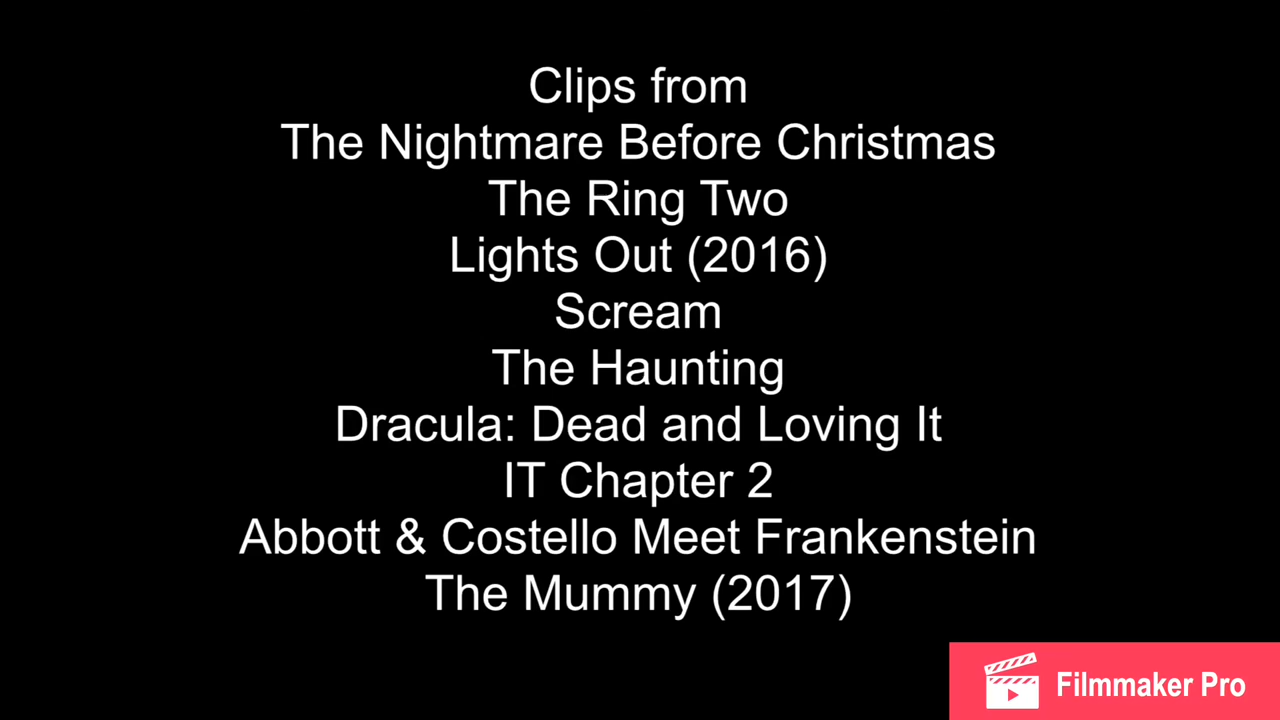 Clips from
The Nightmare Before Christmas
The Ring Two
Lights Out (2016)
Scream
The Haunting
Dracula: Dead and Loving It
IT Chapter 2
Abbott & Costello Meet Frankenstein
The Mummy (2017)
Filmmaker Pro